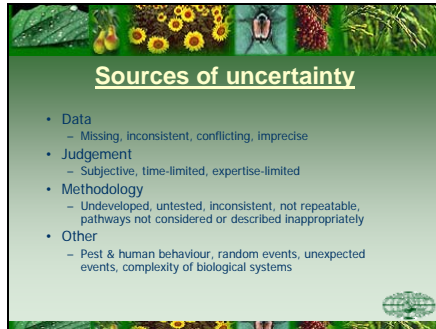 Sources of uncertainty
• Data
– Missing, inconsistent, conflicting, imprecise
• Judgement
– Subjective, time-limited, expertise-limited
• Methodology
– Undeveloped, untested, inconsistent, not repeatable,
pathways not considered or described inappropriately
• Other
– Pest & human behaviour, random events, unexpected
events, complexity of biological systems